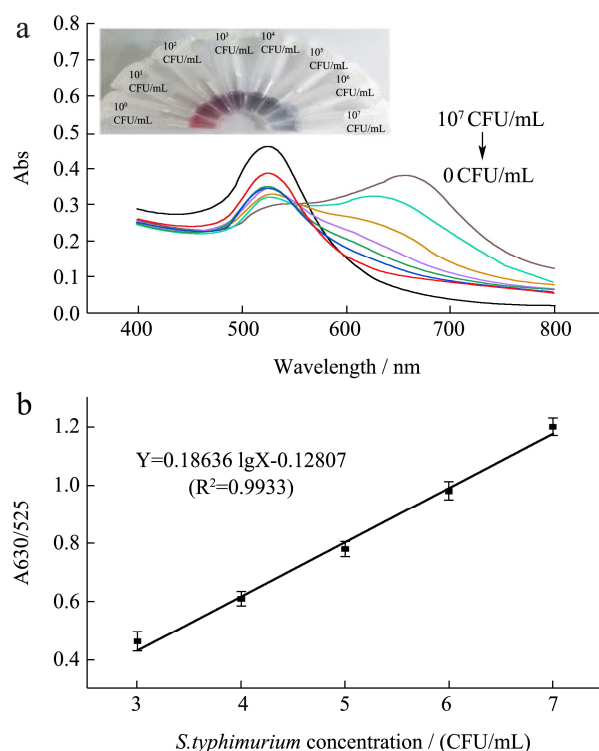 a
0.8
0.7
0.6
0.5
0.4
0.3
0.2
0.1
0.0
Abs
10⁰ CFU/mL
10¹ CFU/mL
10² CFU/mL
10³ CFU/mL
10⁴ CFU/mL
10⁵ CFU/mL
10⁶ CFU/mL
10⁷ CFU/mL
10⁷ CFU/mL
0 CFU/mL
400 500 600 700 800
Wavelength / nm
b
1.2
1.0
0.8
0.6
0.4
A630/525
Y=0.18636 lgX-0.12807
(R²=0.9933)
3 4 5 6 7
S.typhimurium concentration / (CFU/mL)